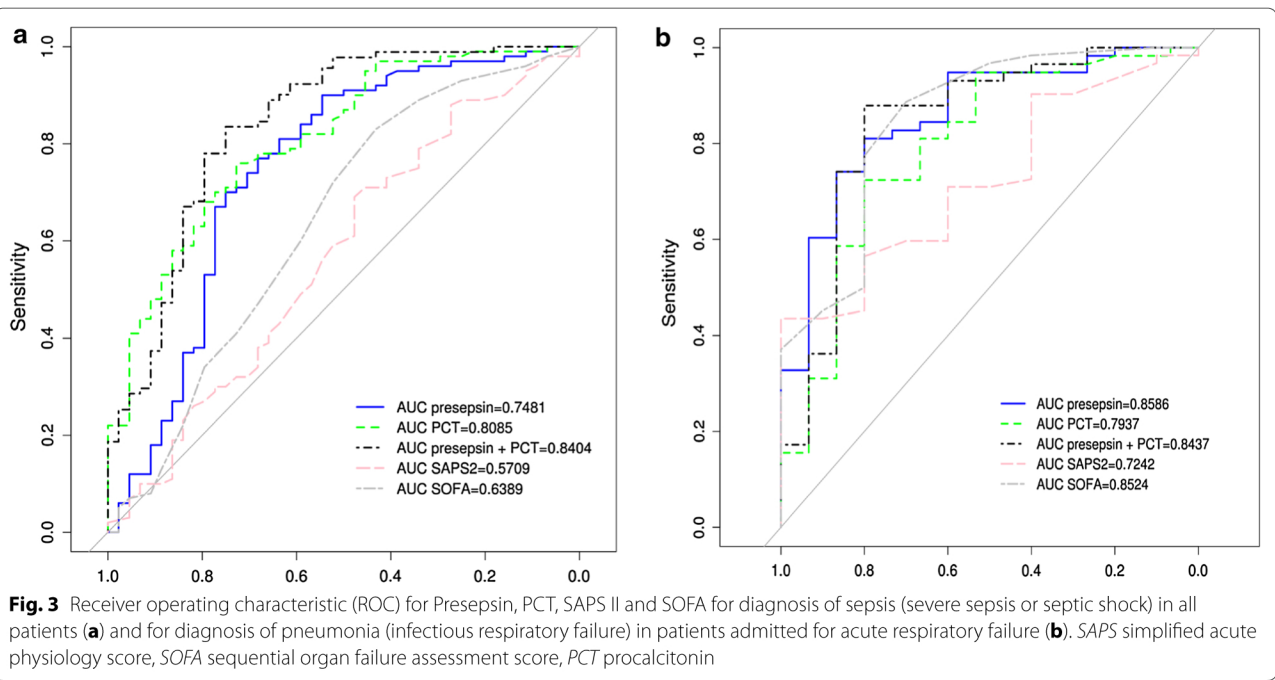 a
1.0
0.8
0.6
0.4
0.2
0.0
Sensitivity
AUC presepsin=0.7481
AUC PCT=0.8085
AUC presepsin + PCT=0.8404
AUC SAPS2=0.5709
AUC SOFA=0.6389
1.0 0.8 0.6 0.4 0.2 0.0
b
1.0
0.8
0.6
0.4
0.2
0.0
Sensitivity
AUC presepsin=0.8586
AUC PCT=0.7937
AUC presepsin + PCT=0.8437
AUC SAPS2=0.7242
AUC SOFA=0.8524
1.0 0.8 0.6 0.4 0.2 0.0
Fig. 3 Receiver operating characteristic (ROC) for Presepsin, PCT, SAPS II and SOFA for diagnosis of sepsis (severe sepsis or septic shock) in all
patients (a) and for diagnosis of pneumonia (infectious respiratory failure) in patients admitted for acute respiratory failure (b). SAPS simplified acute
physiology score, SOFA sequential organ failure assessment score, PCT procalcitonin